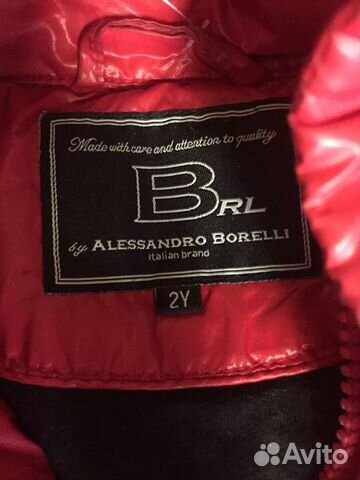 Made with care and attention to quality
BRL
by ALESSANDRO BORELLI
Italian brand
2Y
Avito